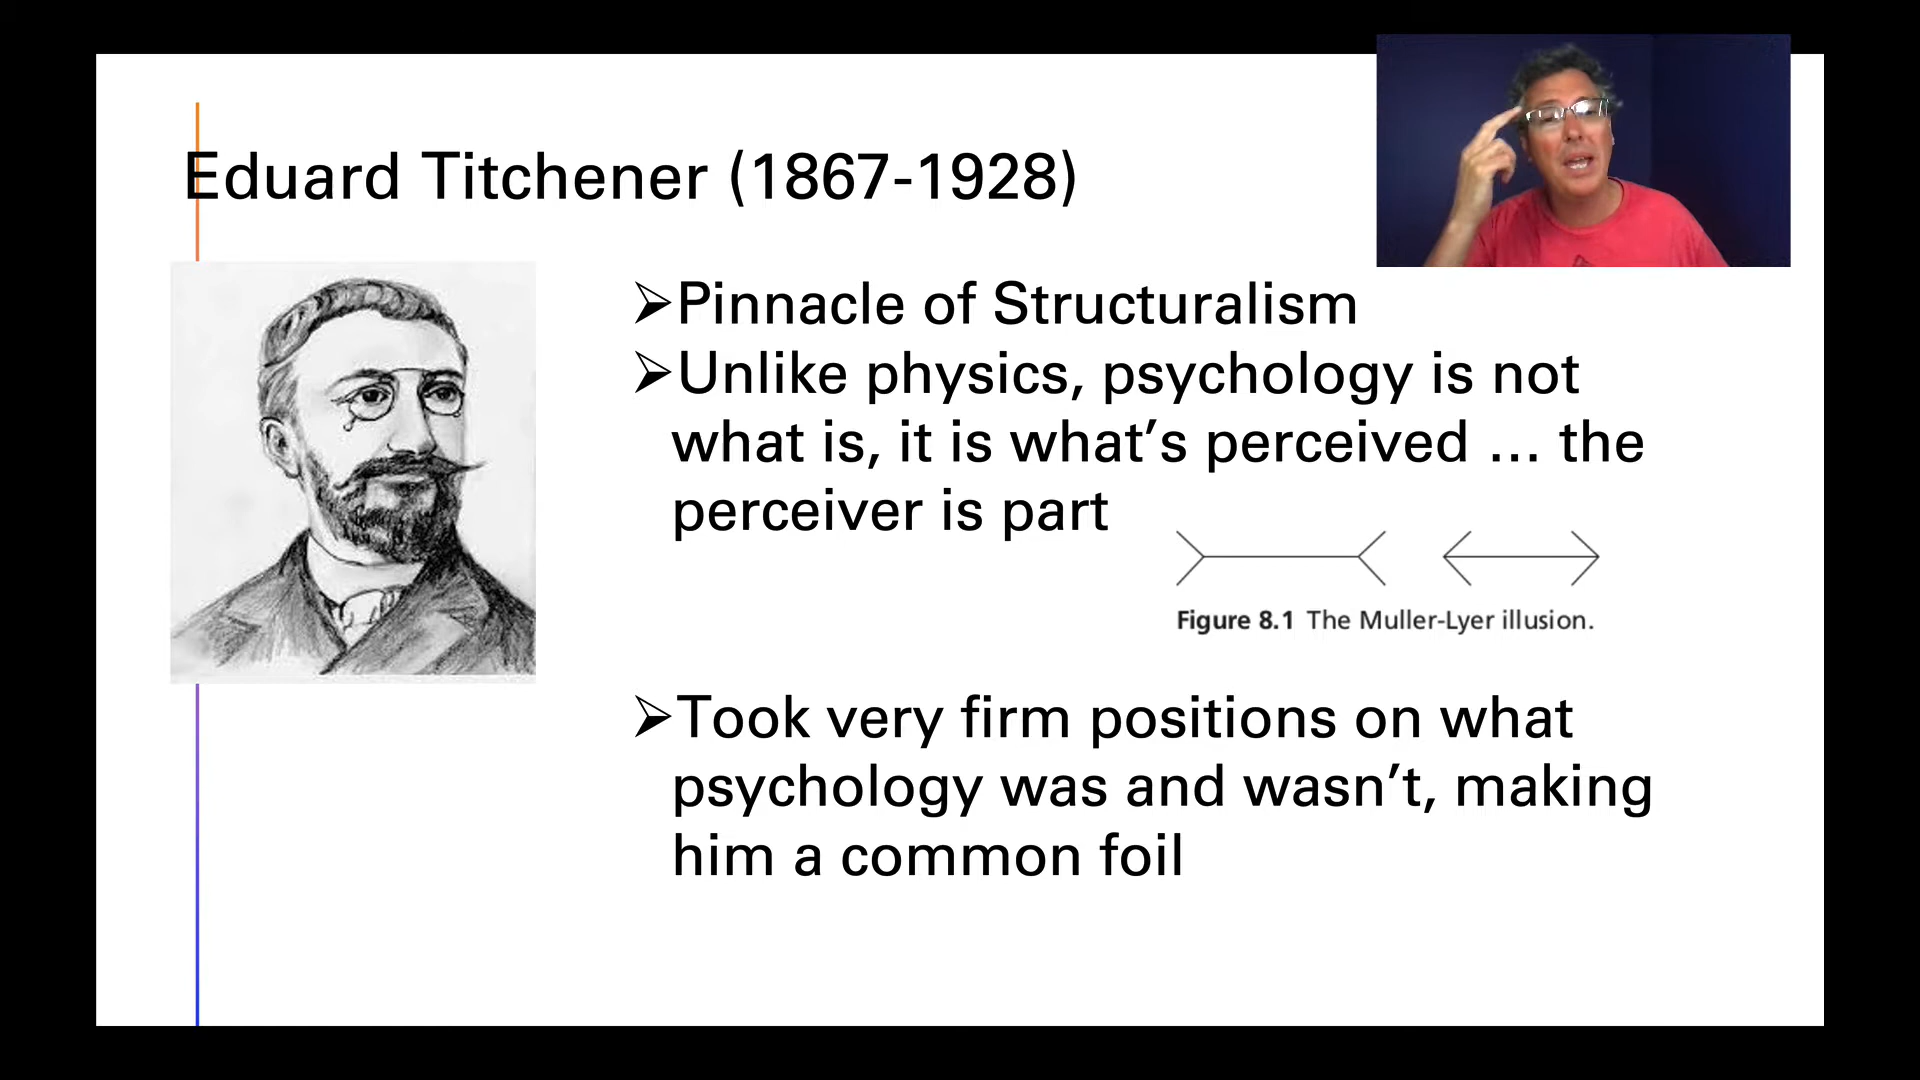 Eduard Titchener (1867-1928)
➢Pinnacle of Structuralism
➢Unlike physics, psychology is not
what is, it is what’s perceived … the
perceiver is part
Figure 8.1 The Muller-Lyer illusion.
➢Took very firm positions on what
psychology was and wasn’t, making
him a common foil